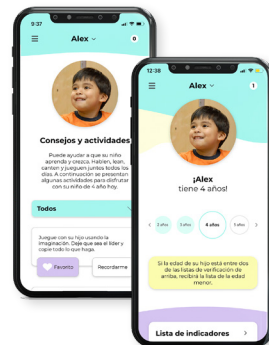 9:37
Alex
0
Consejos y actividades
Puede ayudar a que su niño
aprenda y crezca. Hablen, lean,
canten y jueguen juntos todos los
días. A continuación se presentan
algunas actividades para disfrutar
con su niño de 4 año hoy.
Todos
Juegue con su hijo usando la
imaginación. Deje que sea el líder y
copie todo lo que haga.
Favorito
Recordarme
12:38
Alex
1
¡Alex
tiene 4 años!
2 años
3 años
4 años
5 años
Si la edad de su hijo está entre dos
de las listas de verificación de
arriba, recibirá la lista de la edad
menor.
Lista de indicadores